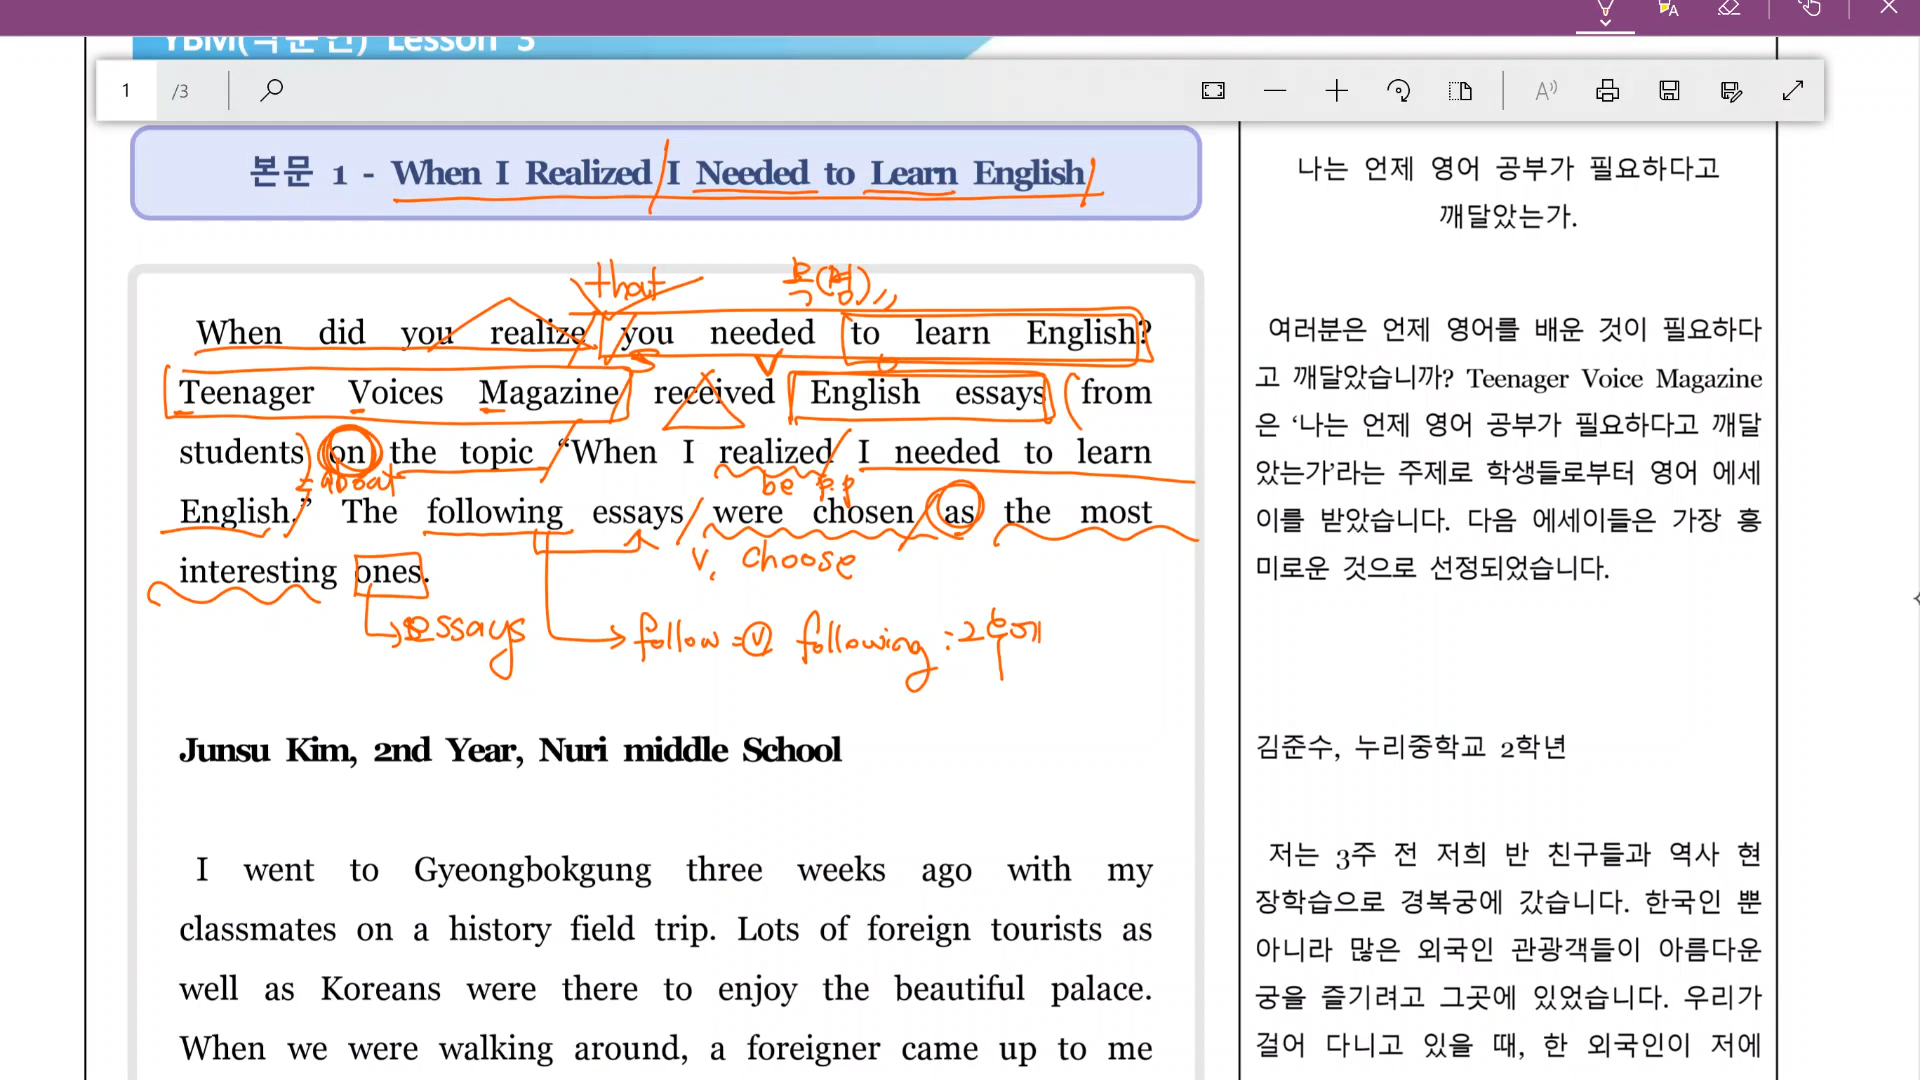 YBM(박준언) Lesson 3
1 /3
본문 1 - When I Realized I Needed to Learn English
that 목(명)
When did you realize you needed to learn English?
S V O
Teenager Voices Magazine received English essays from
students on the topic “When I realized I needed to learn
= about be p.p
English.” The following essays were chosen as the most
v. choose
interesting ones.
essays follow = v following : 다음에
Junsu Kim, 2nd Year, Nuri middle School
I went to Gyeongbokgung three weeks ago with my
classmates on a history field trip. Lots of foreign tourists as
well as Koreans were there to enjoy the beautiful palace.
When we were walking around, a foreigner came up to me
나는 언제 영어 공부가 필요하다고
깨달았는가.
여러분은 언제 영어를 배운 것이 필요하다
고 깨달았습니까? Teenager Voice Magazine
은 ‘나는 언제 영어 공부가 필요하다고 깨달
았는가’라는 주제로 학생들로부터 영어 에세
이를 받았습니다. 다음 에세이들은 가장 흥
미로운 것으로 선정되었습니다.
김준수, 누리중학교 2학년
저는 3주 전 저희 반 친구들과 역사 현
장학습으로 경복궁에 갔습니다. 한국인 뿐
아니라 많은 외국인 관광객들이 아름다운
궁을 즐기려고 그곳에 있었습니다. 우리가
걸어 다니고 있을 때, 한 외국인이 저에